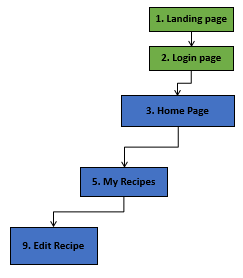 1. Landing page
2. Login page
3. Home Page
5. My Recipes
9. Edit Recipe